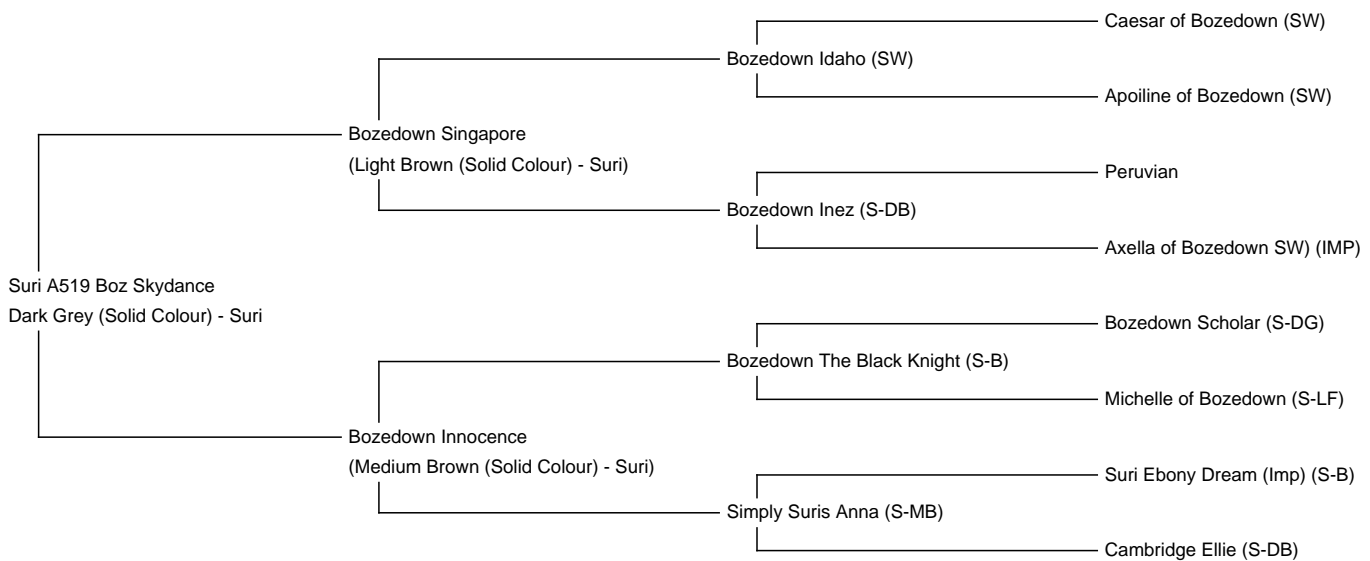 Caesar of Bozedown (SW)
Bozedown Idaho (SW)
Apoiline of Bozedown (SW)
Bozedown Singapore
(Light Brown (Solid Colour) - Suri)
Peruvian
Bozedown Inez (S-DB)
Axella of Bozedown SW) (IMP)
Suri A519 Boz Skydance
Dark Grey (Solid Colour) - Suri
Bozedown Scholar (S-DG)
Bozedown The Black Knight (S-B)
Michelle of Bozedown (S-LF)
Bozedown Innocence
(Medium Brown (Solid Colour) - Suri)
Suri Ebony Dream (Imp) (S-B)
Simply Suris Anna (S-MB)
Cambridge Ellie (S-DB)